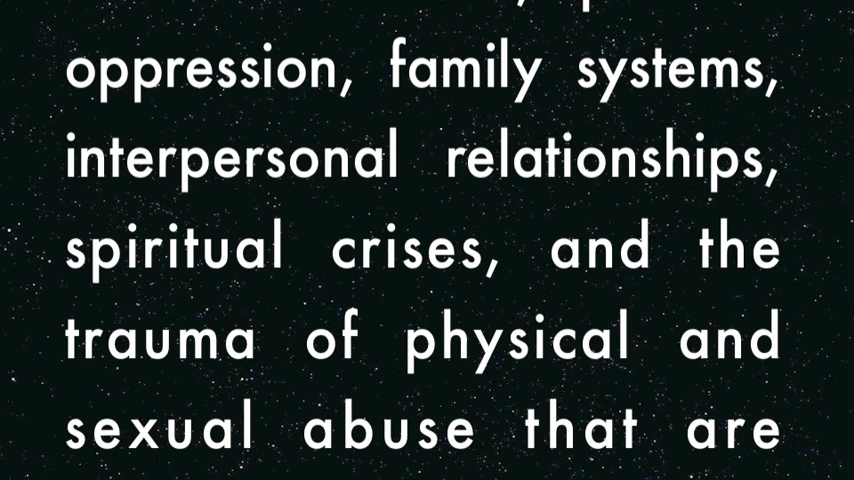 oppression, family systems,
interpersonal relationships,
spiritual crises, and the
trauma of physical and
sexual abuse that are